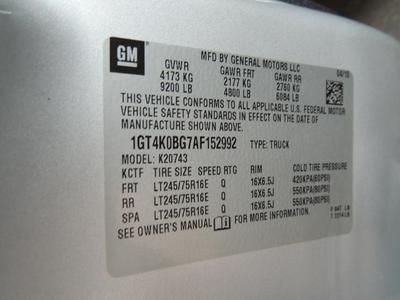 GM
MFD BY GENERAL MOTORS LLC
04/10
GVWR GAWR FRT GAWR RR
4173 KG 2177 KG 2760 KG
9200 LB 4800 LB 6084 LB
THIS VEHICLE CONFORMS TO ALL APPLICABLE U.S. FEDERAL MOTOR
VEHICLE SAFETY STANDARDS IN EFFECT ON THE DATE OF
MANUFACTURE SHOWN ABOVE.
1GT4K0BG7AF152992 TYPE: TRUCK
MODEL: K20743
KCTF TIRE SIZE SPEED RTG RIM COLD TIRE PRESSURE
FRT LT245/75R16E Q 16X6.5J 420KPA(60PSI)
RR LT245/75R16E Q 16X6.5J 550KPA(80PSI)
SPA LT245/75R16E Q 16X6.5J 550KPA(80PSI)
SEE OWNER'S MANUAL FOR MORE INFORMATION.